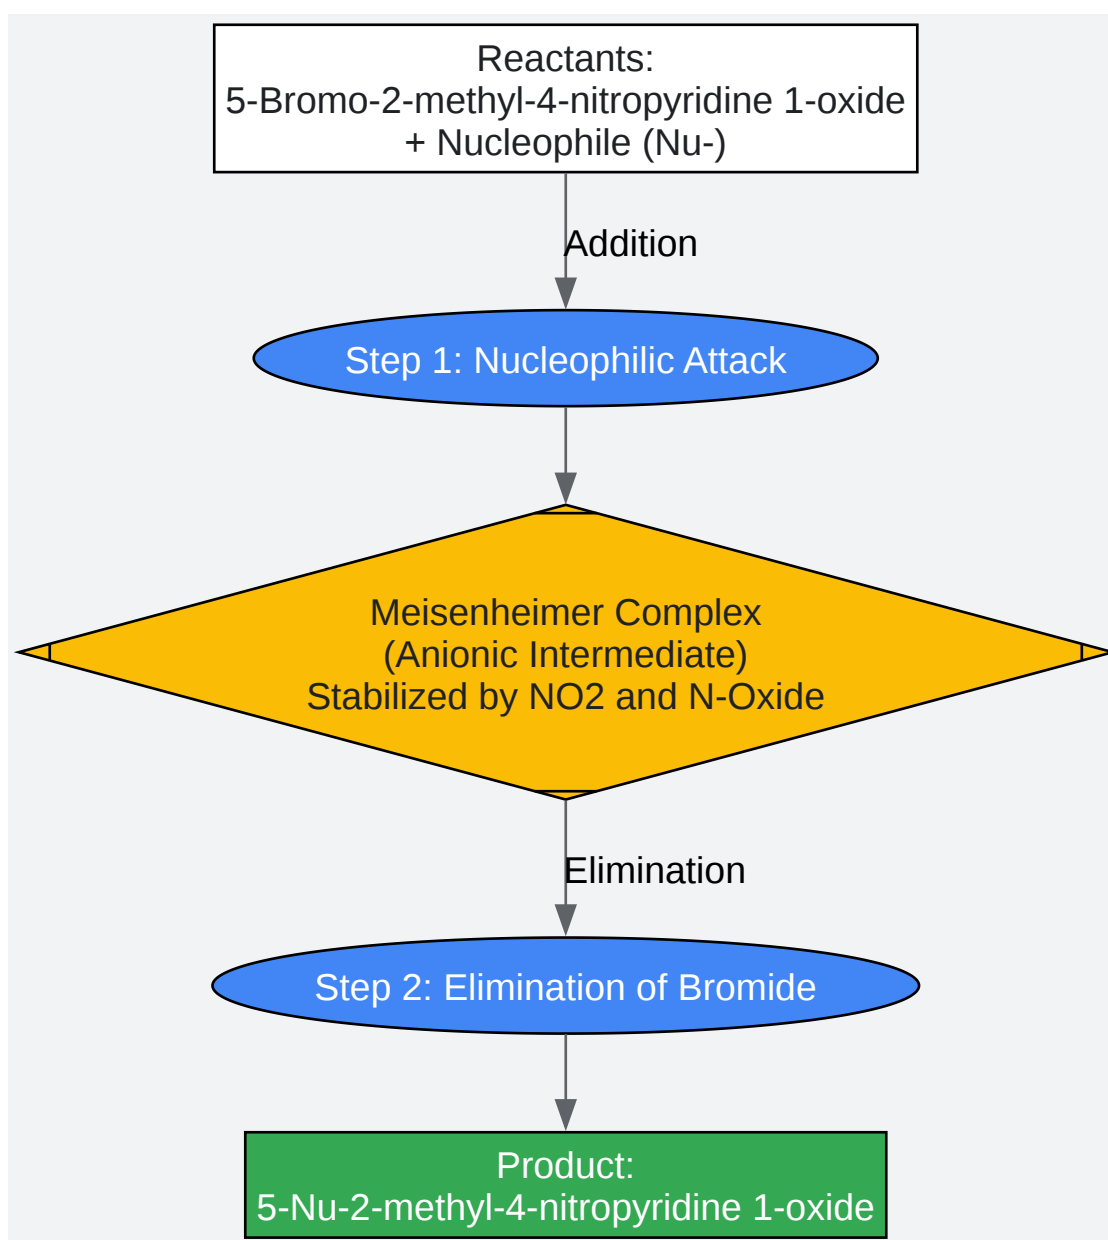 Reactants:
5-Bromo-2-methyl-4-nitropyridine 1-oxide
+ Nucleophile (Nu-)
Addition
Step 1: Nucleophilic Attack
Meisenheimer Complex
(Anionic Intermediate)
Stabilized by NO2 and N-Oxide
Elimination
Step 2: Elimination of Bromide
Product:
5-Nu-2-methyl-4-nitropyridine 1-oxide